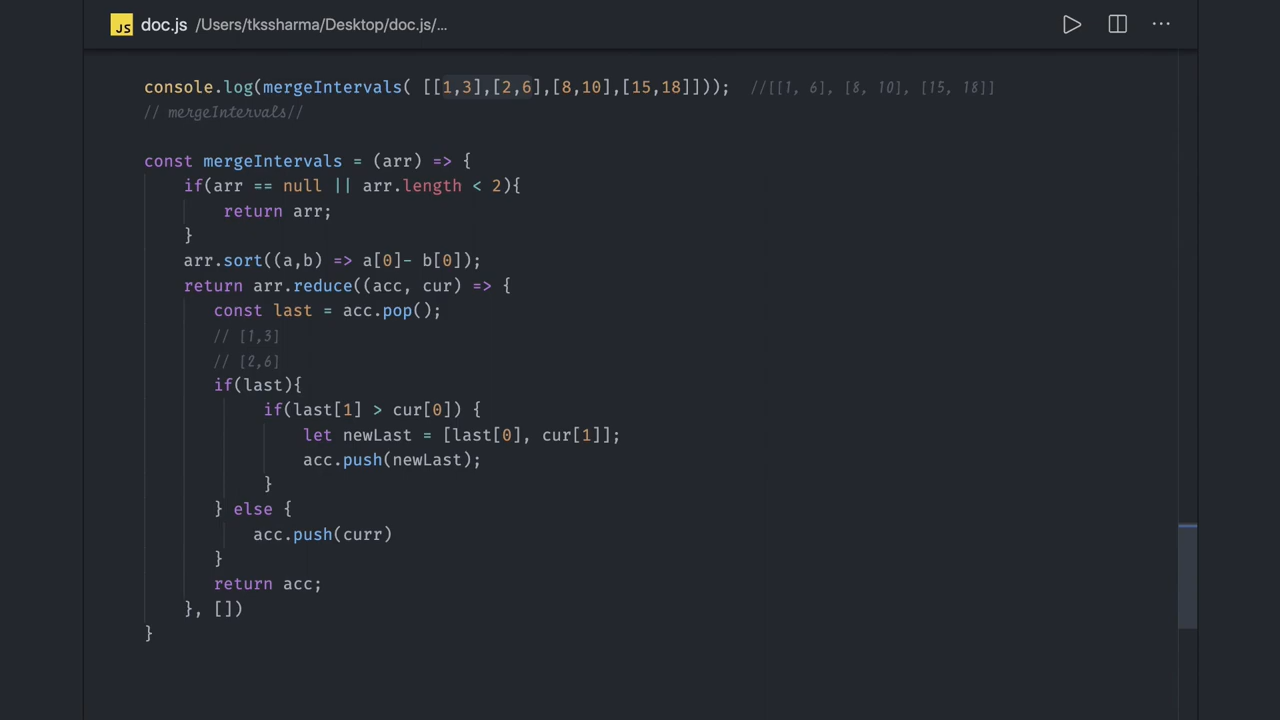 JS doc.js /Users/tkssharma/Desktop/doc.js/...
console.log(mergeIntervals( [[1,3],[2,6],[8,10],[15,18]]));  //[[1, 6], [8, 10], [15, 18]]
// mergeIntervals//
const mergeIntervals = (arr) => {
if(arr == null || arr.length < 2){
return arr;
}
arr.sort((a,b) => a[0]- b[0]);
return arr.reduce((acc, cur) => {
const last = acc.pop();
// [1,3]
// [2,6]
if(last){
if(last[1] > cur[0]) {
let newLast = [last[0], cur[1]];
acc.push(newLast);
}
} else {
acc.push(curr)
}
return acc;
}, [])
}